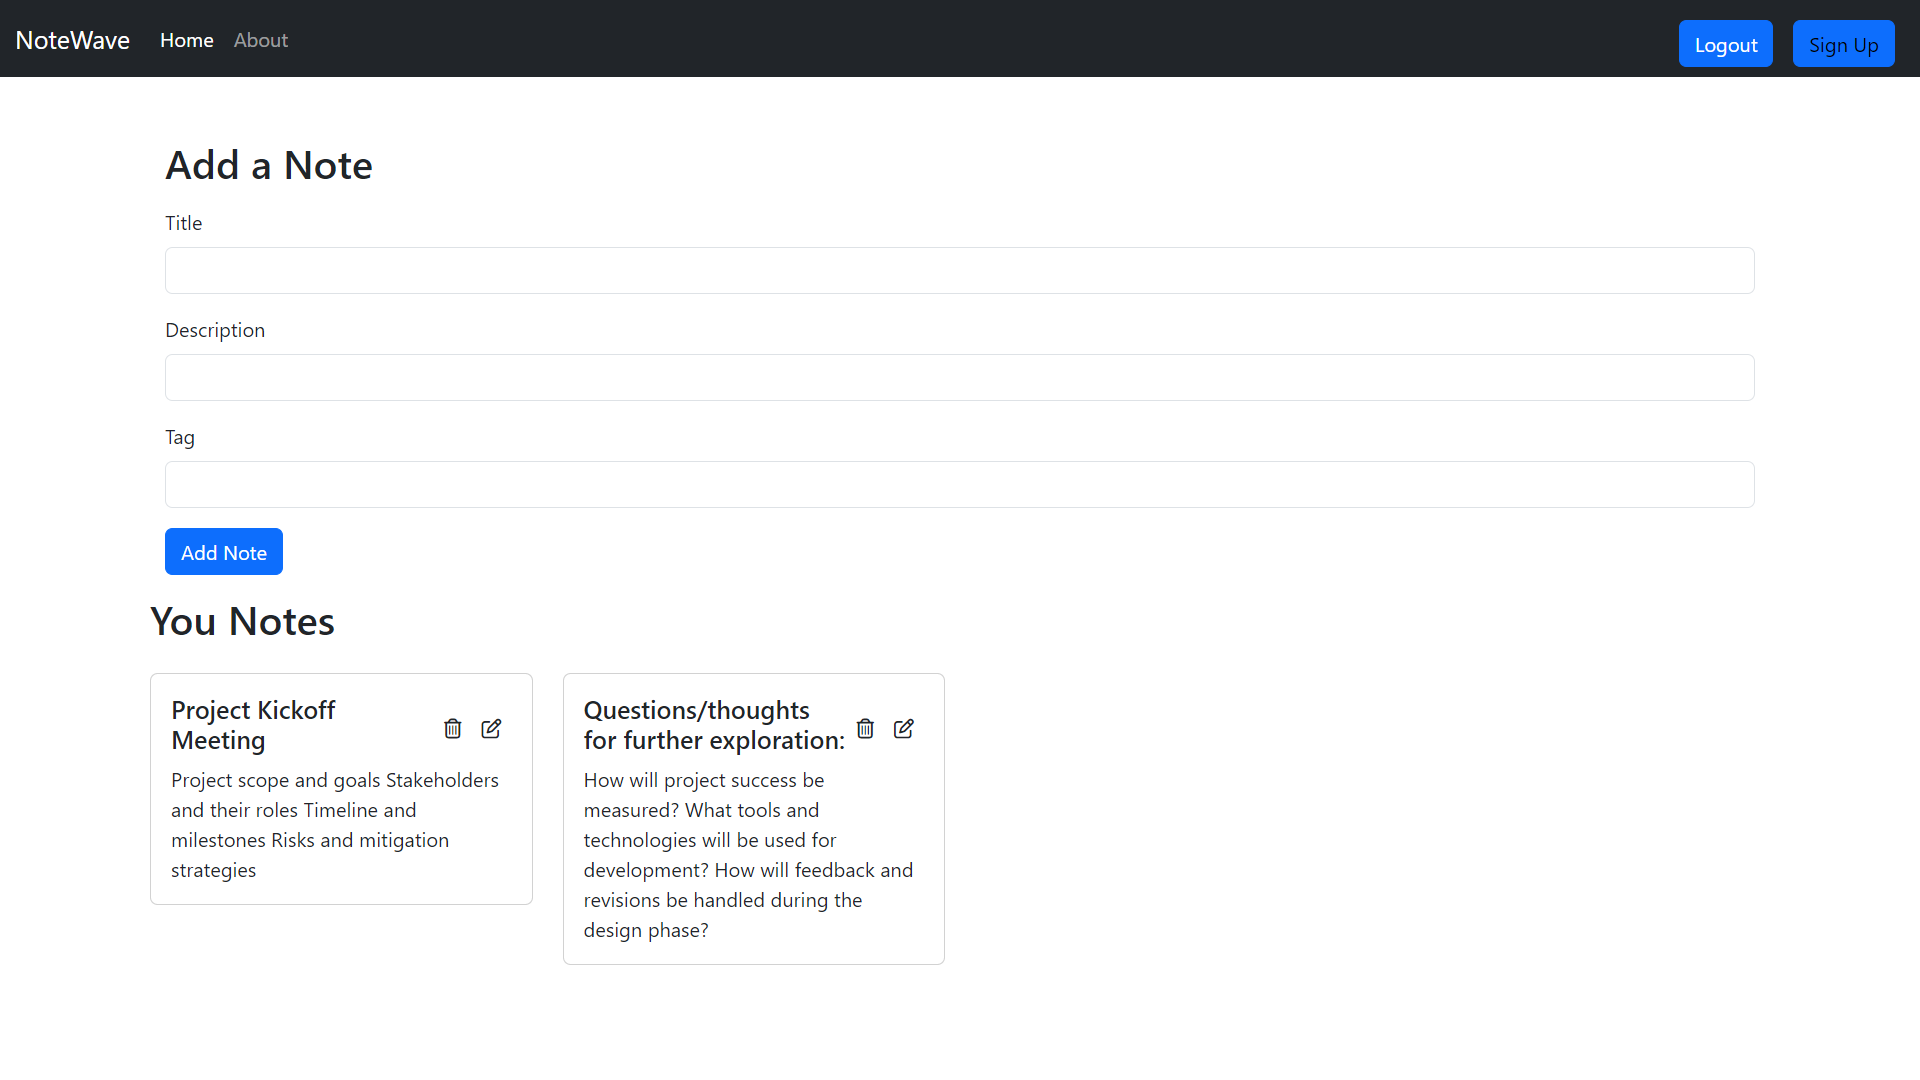 NoteWave Home About Logout Sign Up
Add a Note
Title
Description
Tag
Add Note
You Notes
Project Kickoff
Meeting
Project scope and goals Stakeholders
and their roles Timeline and
milestones Risks and mitigation
strategies
Questions/thoughts
for further exploration:
How will project success be
measured? What tools and
technologies will be used for
development? How will feedback and
revisions be handled during the
design phase?